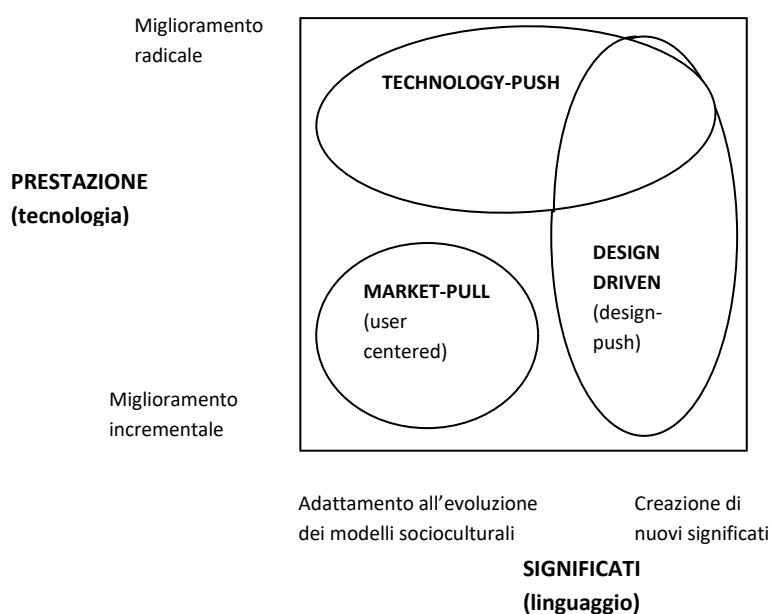 Miglioramento
radicale
TECHNOLOGY-PUSH
PRESTAZIONE
(tecnologia)
DESIGN
DRIVEN
(design-
push)
MARKET-PULL
(user
centered)
Miglioramento
incrementale
Adattamento all’evoluzione
dei modelli socioculturali
Creazione di
nuovi significati
SIGNIFICATI
(linguaggio)